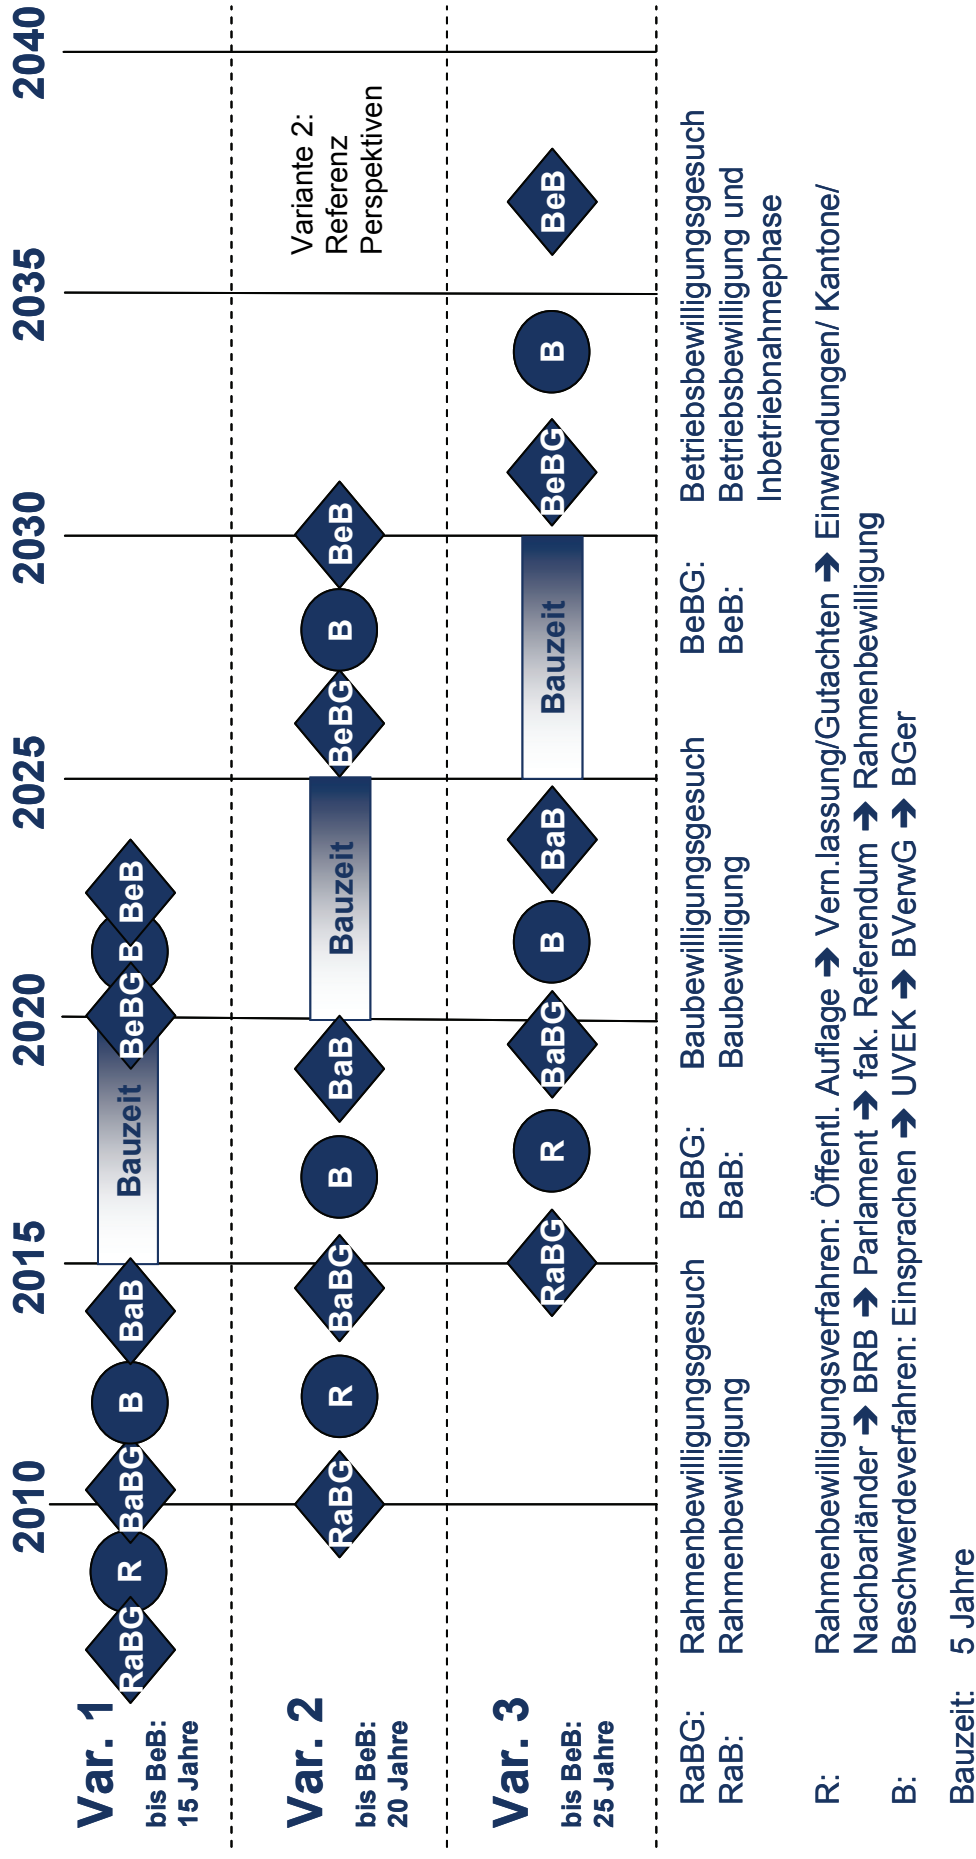 2010 2015 2020 2025 2030 2035 2040
Var. 1
bis BeB:
15 Jahre
RaBG R BaBG B BaB Bauzeit BeBG B BeB
Var. 2
bis BeB:
20 Jahre
RaBG R BaBG B BaB Bauzeit BeBG B BeB
Variante 2:
Referenz
Perspektiven
Var. 3
bis BeB:
25 Jahre
RaBG R BaBG B BaB Bauzeit BeBG B BeB
RaBG: Rahmenbewilligungsgesuch BaBG: Baubewilligungsgesuch BeBG: Betriebsbewilligungsgesuch
RaB: Rahmenbewilligung BaB: Baubewilligung BeB: Betriebsbewilligung und
Inbetriebnahmephase
R: Rahmenbewilligungsverfahren: Öffentl. Auflage ➔ Vern.lassung/Gutachten ➔ Einwendungen/ Kantone/
Nachbarländer ➔ BRB ➔ Parlament ➔ fak. Referendum ➔ Rahmenbewilligung
B: Beschwerdeverfahren: Einsprachen ➔ UVEK ➔ BVerwG ➔ BGer
Bauzeit: 5 Jahre